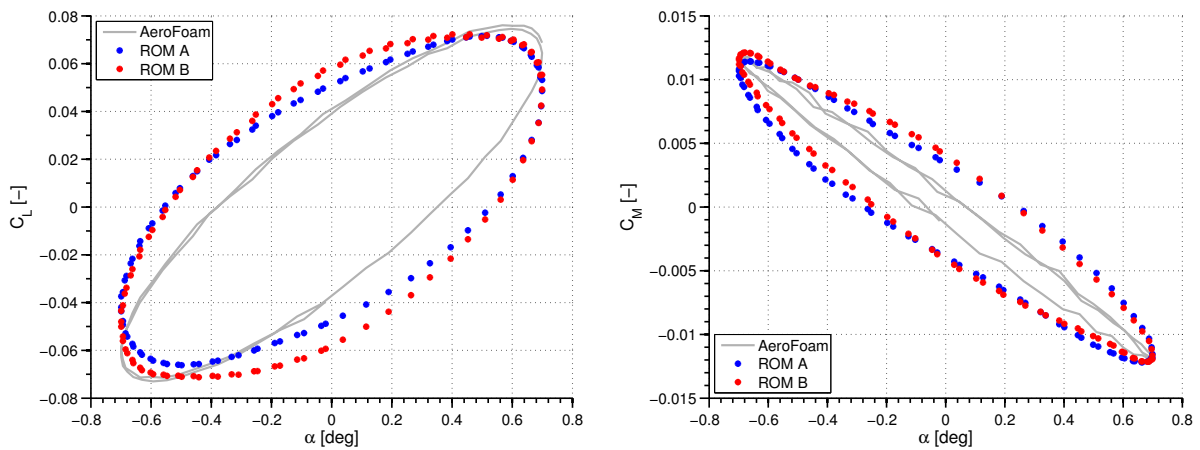 0.08
0.06
0.04
0.02
0
−0.02
−0.04
−0.06
−0.08
C_L [−]
AeroFoam
ROM A
ROM B
−0.8 −0.6 −0.4 −0.2 0 0.2 0.4 0.6 0.8
α [deg]
0.015
0.01
0.005
0
−0.005
−0.01
−0.015
C_M [−]
AeroFoam
ROM A
ROM B
−0.8 −0.6 −0.4 −0.2 0 0.2 0.4 0.6 0.8
α [deg]